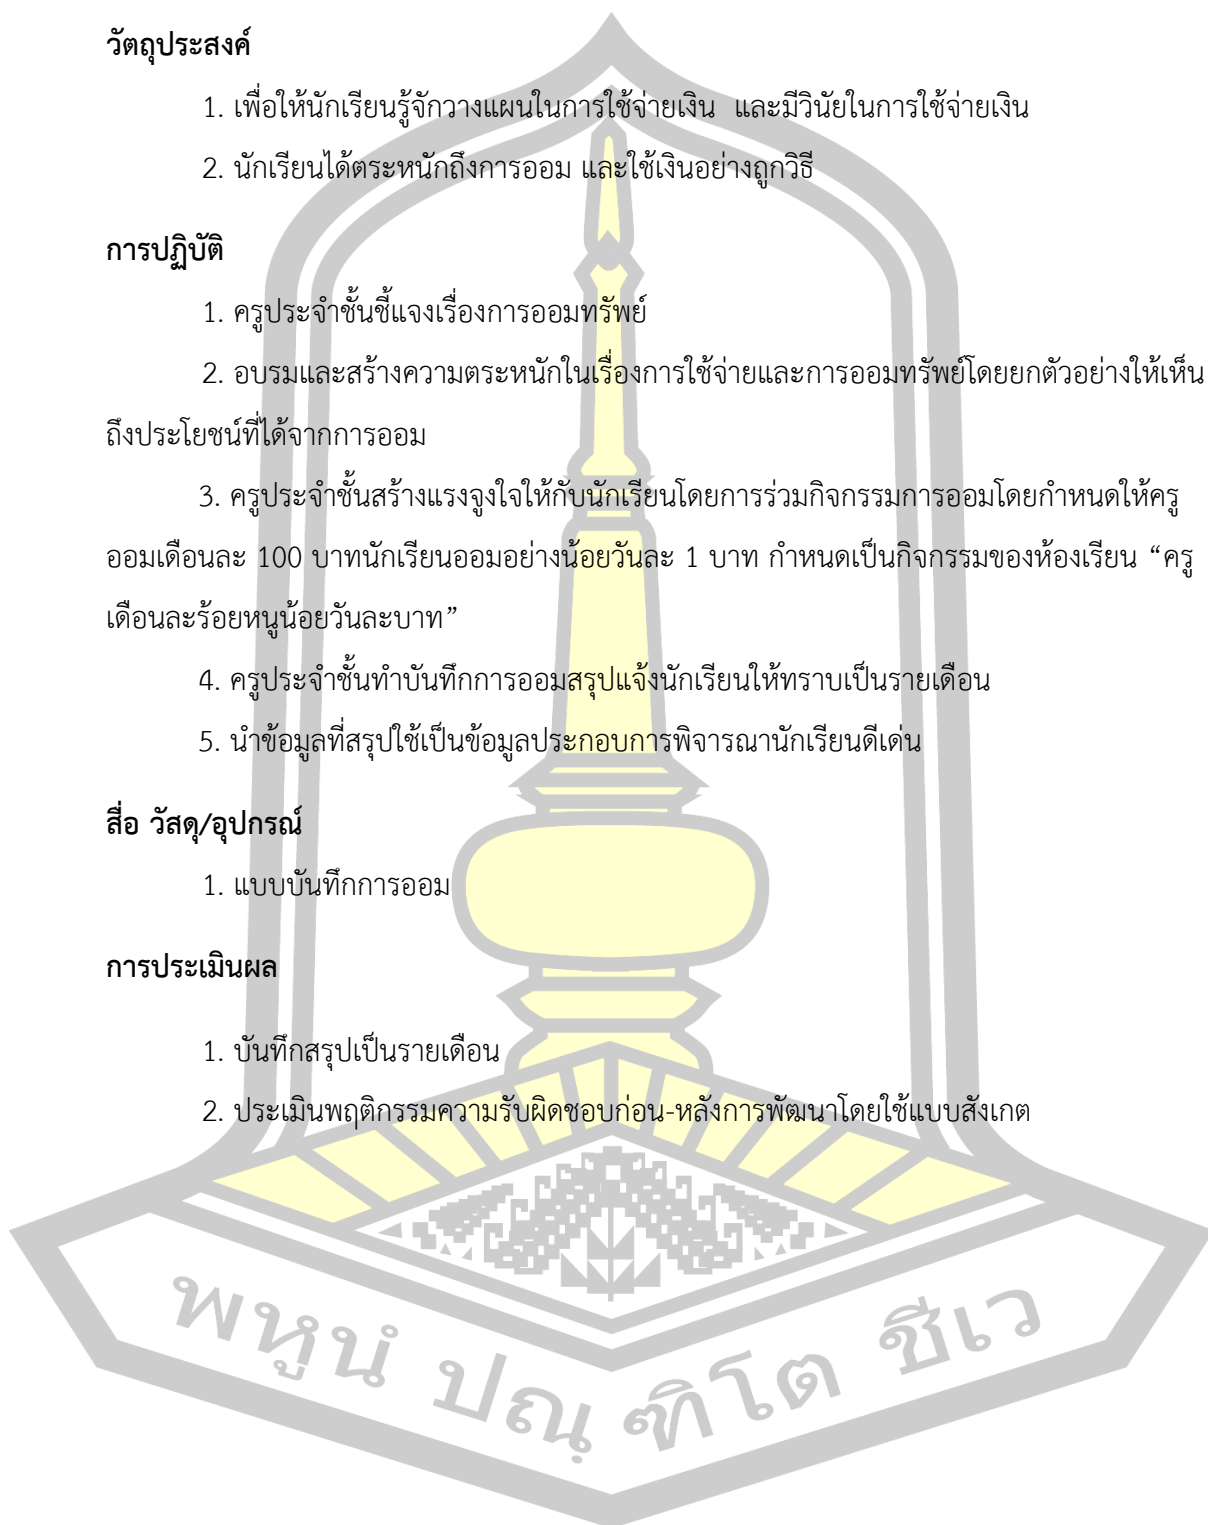 วัตถุประสงค์
1. เพื่อให้นักเรียนรู้จักวางแผนในการใช้จ่ายเงิน  และมีวินัยในการใช้จ่ายเงิน
2. นักเรียนได้ตระหนักถึงการออม และใช้เงินอย่างถูกวิธี
การปฏิบัติ
1. ครูประจำชั้นชี้แจงเรื่องการออมทรัพย์
2. อบรมและสร้างความตระหนักในเรื่องการใช้จ่ายและการออมทรัพย์โดยยกตัวอย่างให้เห็น
ถึงประโยชน์ที่ได้จากการออม
3. ครูประจำชั้นสร้างแรงจูงใจให้กับนักเรียนโดยการร่วมกิจกรรมการออมโดยกำหนดให้ครู
ออมเดือนละ 100 บาทนักเรียนออมอย่างน้อยวันละ 1 บาท กำหนดเป็นกิจกรรมของห้องเรียน “ครู
เดือนละร้อยหนูน้อยวันละบาท”
4. ครูประจำชั้นทำบันทึกการออมสรุปแจ้งนักเรียนให้ทราบเป็นรายเดือน
5. นำข้อมูลที่สรุปใช้เป็นข้อมูลประกอบการพิจารณานักเรียนดีเด่น
สื่อ วัสดุ/อุปกรณ์
1. แบบบันทึกการออม
การประเมินผล
1. บันทึกสรุปเป็นรายเดือน
2. ประเมินพฤติกรรมความรับผิดชอบก่อน-หลังการพัฒนาโดยใช้แบบสังเกต
พหูนํ ปณฺฑิโต ชีเว